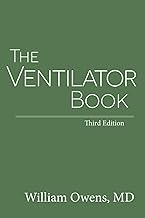 THE
VENTILATOR
BOOK
Third Edition
William Owens, MD